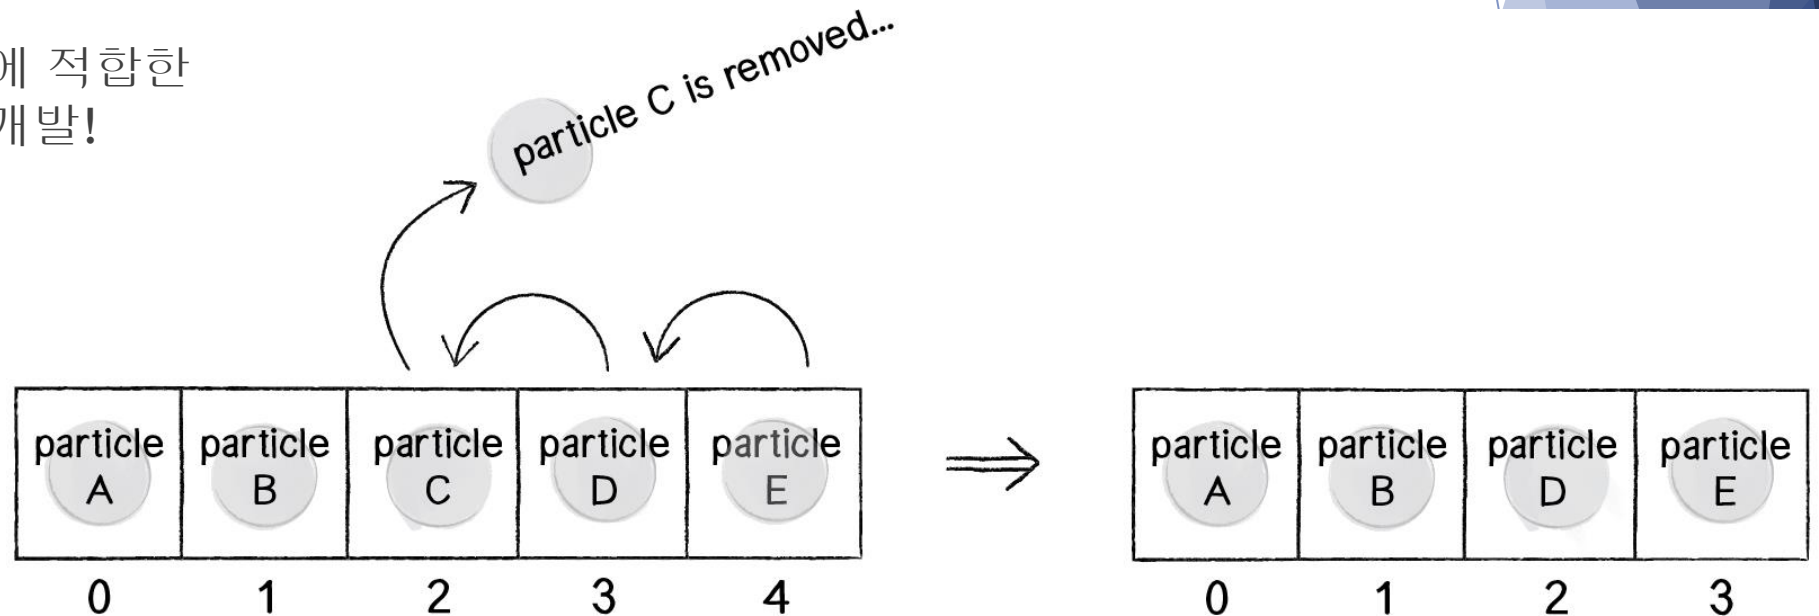 에 적합한
개발!
particle C is removed...
particle particle particle particle particle
A B C D E
0 1 2 3 4
particle particle particle particle
A B D E
0 1 2 3